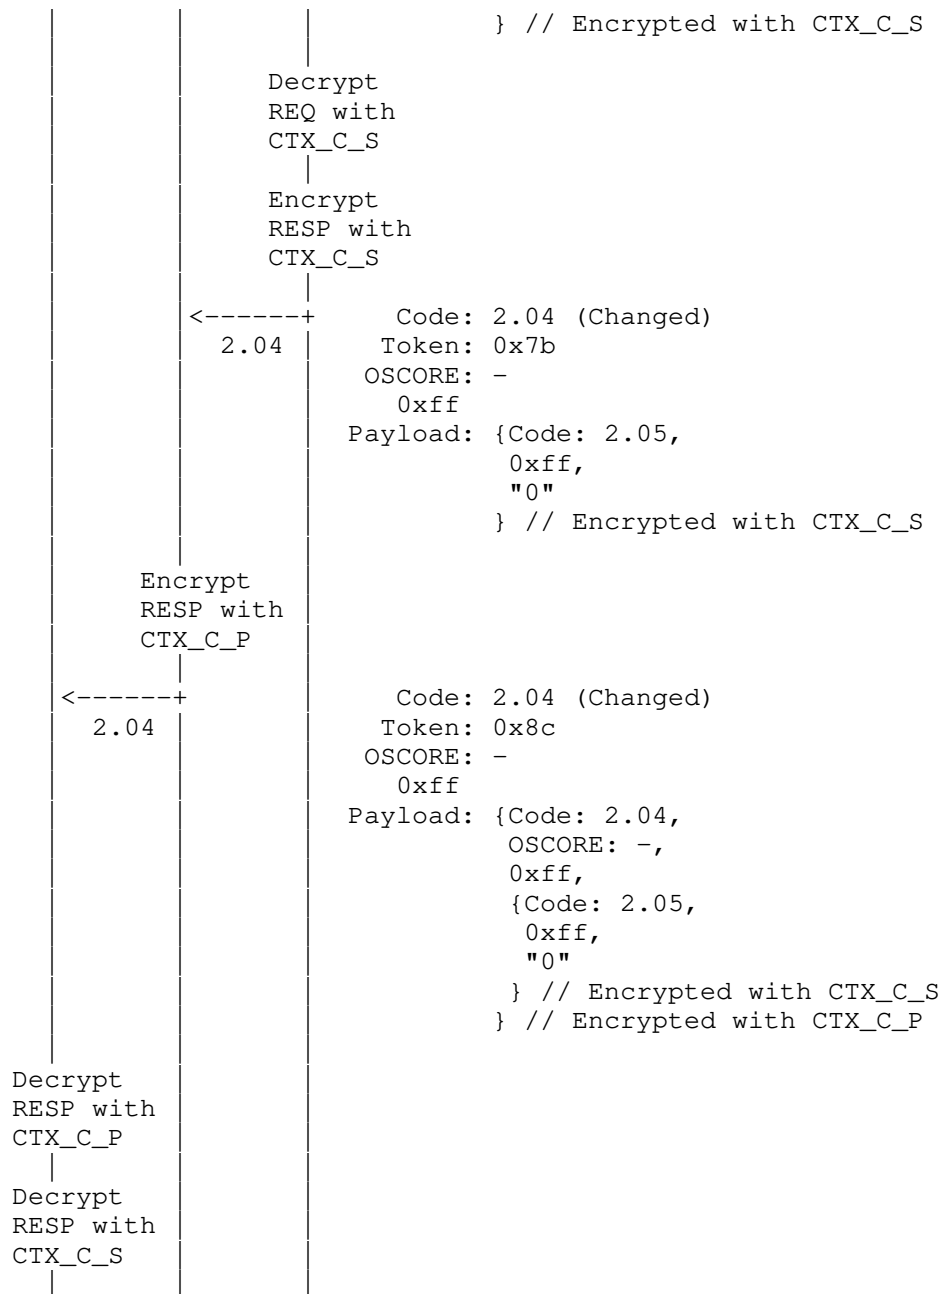 } // Encrypted with CTX_C_S
Decrypt
REQ with
CTX_C_S
Encrypt
RESP with
CTX_C_S
<------+ Code: 2.04 (Changed)
2.04 Token: 0x7b
OSCORE: -
0xff
Payload: {Code: 2.05,
0xff,
"0"
} // Encrypted with CTX_C_S
Encrypt
RESP with
CTX_C_P
<------+ Code: 2.04 (Changed)
2.04 Token: 0x8c
OSCORE: -
0xff
Payload: {Code: 2.04,
OSCORE: -,
0xff,
{Code: 2.05,
0xff,
"0"
} // Encrypted with CTX_C_S
} // Encrypted with CTX_C_P
Decrypt
RESP with
CTX_C_P
Decrypt
RESP with
CTX_C_S